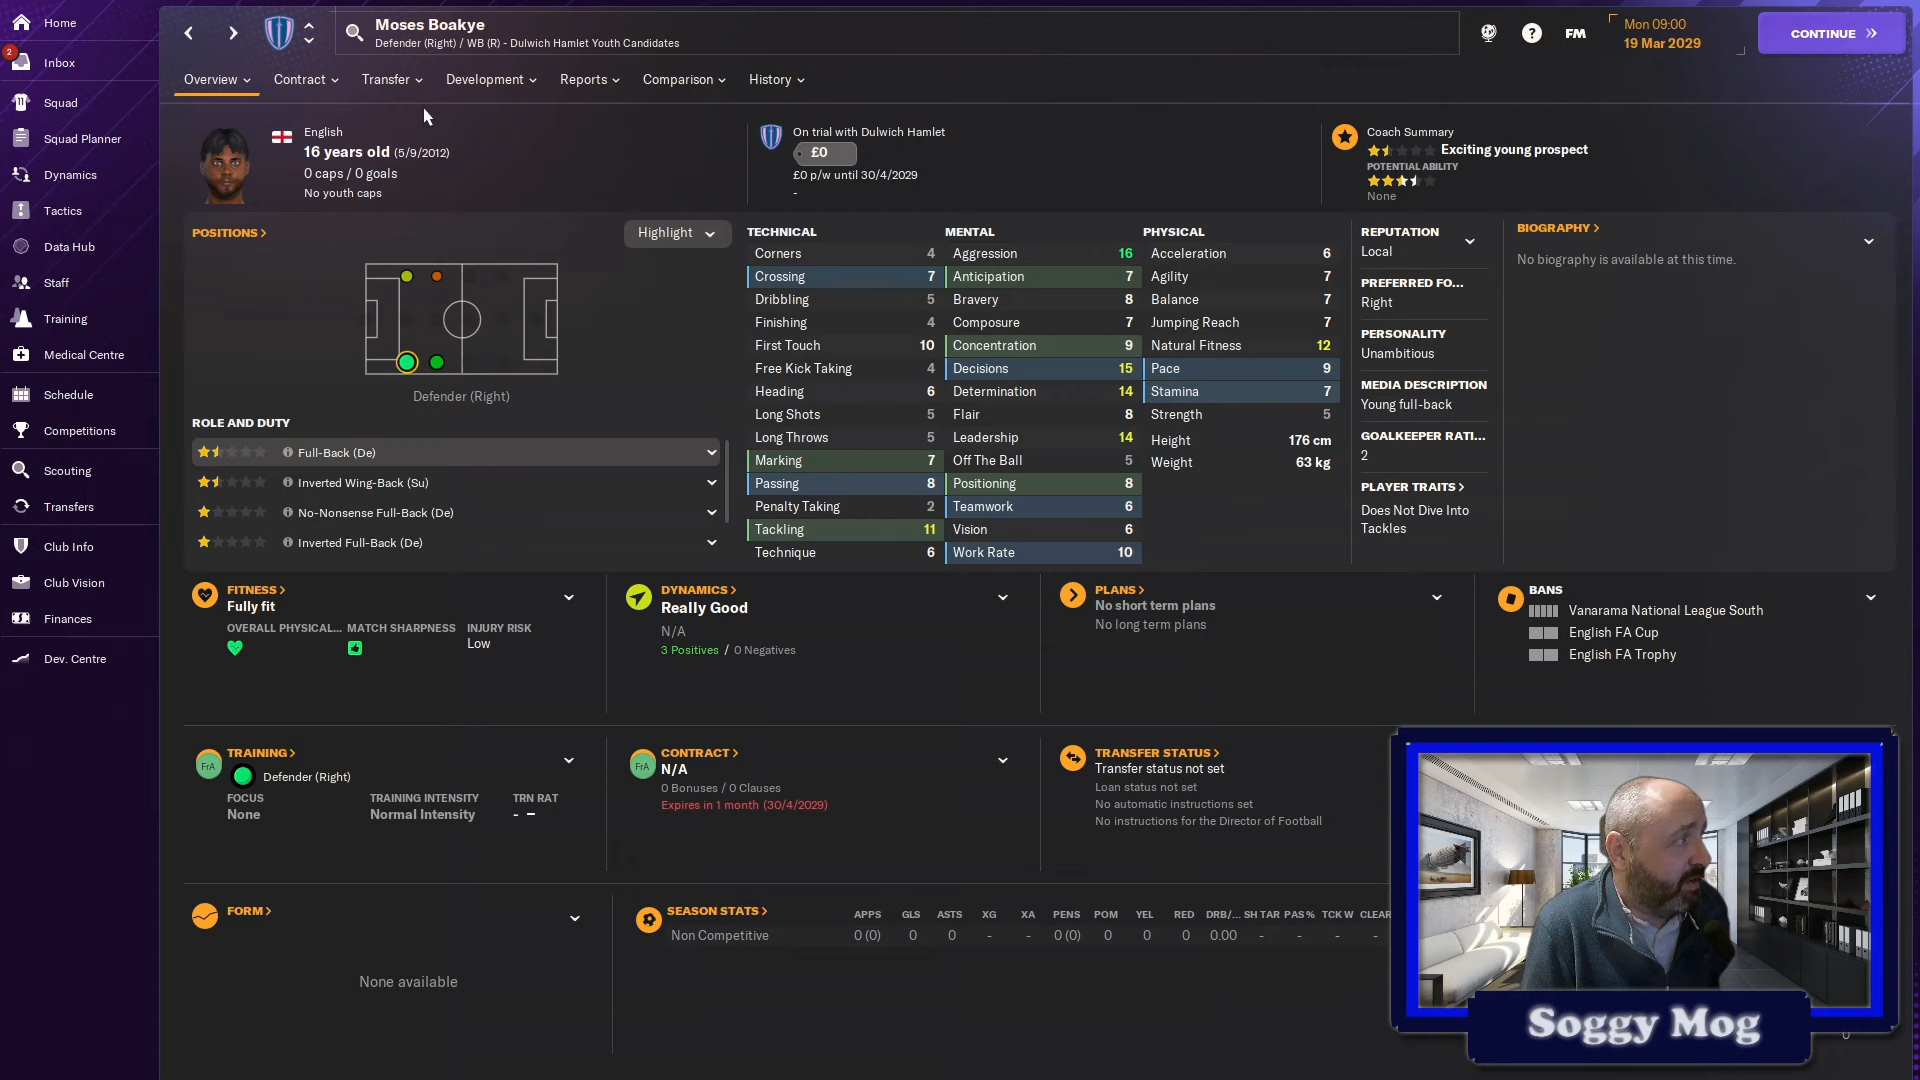 Home
2
Inbox
Squad
Squad Planner
Dynamics
Tactics
Data Hub
Staff
Training
Medical Centre
Schedule
Competitions
Scouting
Transfers
Club Info
Club Vision
Finances
Dev. Centre
Moses Boakye
Defender (Right) / WB (R) - Dulwich Hamlet Youth Candidates
? FM
Mon 09:00
19 Mar 2029
CONTINUE
Overview Contract Transfer Development Reports Comparison History
English
16 years old (5/9/2012)
0 caps / 0 goals
No youth caps
On trial with Dulwich Hamlet
£0
£0 p/w until 30/4/2029
-
Coach Summary
Exciting young prospect
POTENTIAL ABILITY
None
POSITIONS >
Highlight
Defender (Right)
ROLE AND DUTY
Full-Back (De)
Inverted Wing-Back (Su)
No-Nonsense Full-Back (De)
Inverted Full-Back (De)
TECHNICAL
Corners 4
Crossing 7
Dribbling 5
Finishing 4
First Touch 10
Free Kick Taking 4
Heading 6
Long Shots 5
Long Throws 5
Marking 7
Passing 8
Penalty Taking 2
Tackling 11
Technique 6
MENTAL
Aggression 16
Anticipation 7
Bravery 8
Composure 7
Concentration 9
Decisions 15
Determination 14
Flair 8
Leadership 14
Off The Ball 5
Positioning 8
Teamwork 6
Vision 6
Work Rate 10
PHYSICAL
Acceleration 6
Agility 7
Balance 7
Jumping Reach 7
Natural Fitness 12
Pace 9
Stamina 7
Strength 5
Height 176 cm
Weight 63 kg
REPUTATION
Local
PREFERRED FO...
Right
PERSONALITY
Unambitious
MEDIA DESCRIPTION
Young full-back
GOALKEEPER RATI...
2
PLAYER TRAITS >
Does Not Dive Into
Tackles
BIOGRAPHY >
No biography is available at this time.
FITNESS >
Fully fit
OVERALL PHYSICAL... MATCH SHARPNESS INJURY RISK
Low
DYNAMICS >
Really Good
N/A
3 Positives / 0 Negatives
PLANS >
No short term plans
No long term plans
BANS
Vanarama National League South
English FA Cup
English FA Trophy
TRAINING >
FrA
Defender (Right)
FOCUS TRAINING INTENSITY TRN RAT
None Normal Intensity - –
CONTRACT >
FrA
N/A
0 Bonuses / 0 Clauses
Expires in 1 month (30/4/2029)
TRANSFER STATUS >
Transfer status not set
Loan status not set
No automatic instructions set
No instructions for the Director of Football
FORM >
None available
SEASON STATS > APPS GLS ASTS XG XA PENS POM YEL RED DRB/... SH TAR PAS % TCK W CLEAR
Non Competitive 0 (0) 0 0 - - 0 (0) 0 0 0 0.00 - - - -
Soggy Mog